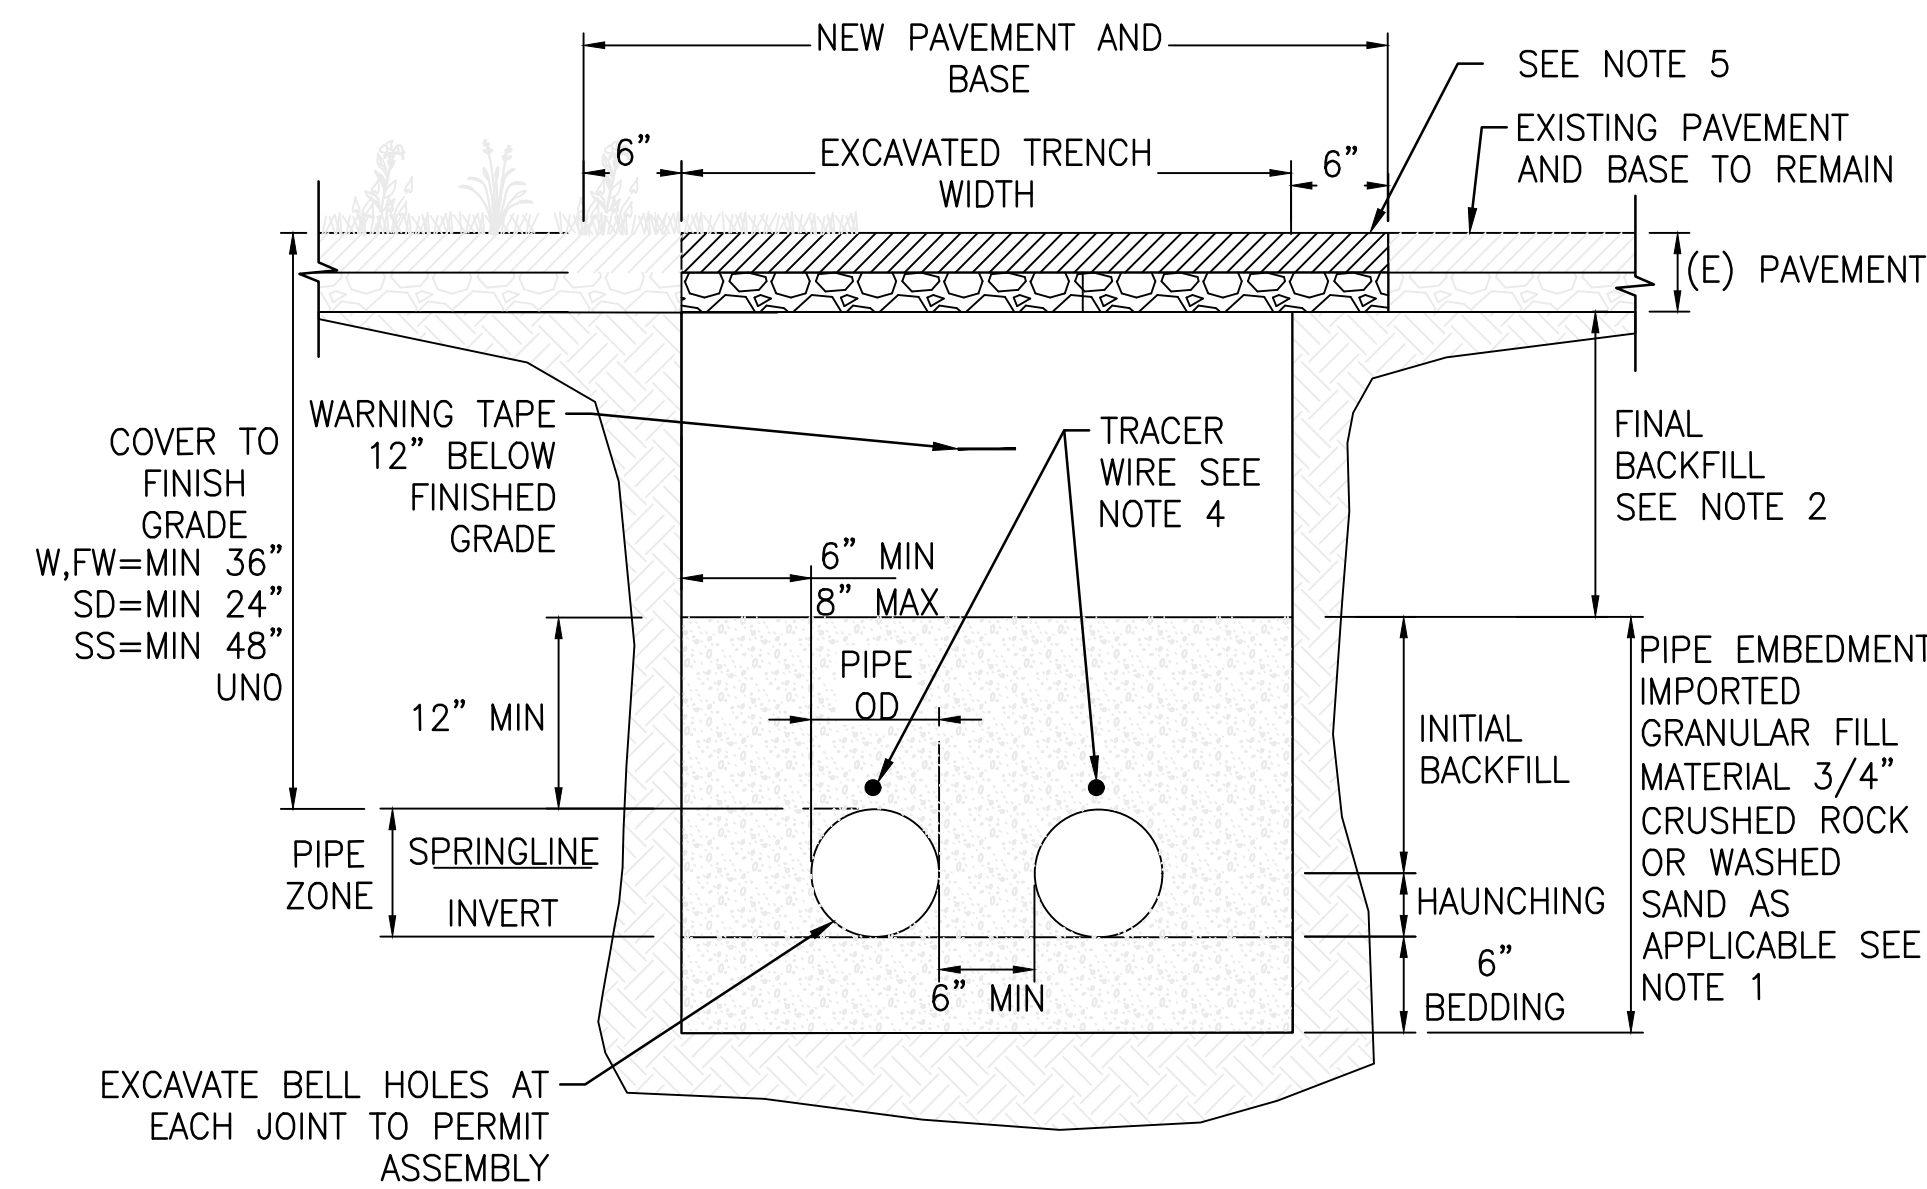 NEW PAVEMENT AND
BASE
SEE NOTE 5
EXISTING PAVEMENT
AND BASE TO REMAIN
6”
EXCAVATED TRENCH
WIDTH
6”
(E) PAVEMENT
WARNING TAPE
12” BELOW
FINISHED
GRADE
COVER TO
FINISH
GRADE
W,FW=MIN 36”
SD=MIN 24”
SS=MIN 48”
UNO
TRACER
WIRE SEE
NOTE 4
FINAL
BACKFILL
SEE NOTE 2
6” MIN
8” MAX
PIPE
OD
12” MIN
INITIAL
BACKFILL
PIPE EMBEDMENT
IMPORTED
GRANULAR FILL
MATERIAL 3/4”
CRUSHED ROCK
OR WASHED
SAND AS
APPLICABLE SEE
NOTE 1
PIPE
ZONE
SPRINGLINE
INVERT
HAUNCHING
6”
BEDDING
6” MIN
EXCAVATE BELL HOLES AT
EACH JOINT TO PERMIT
ASSEMBLY